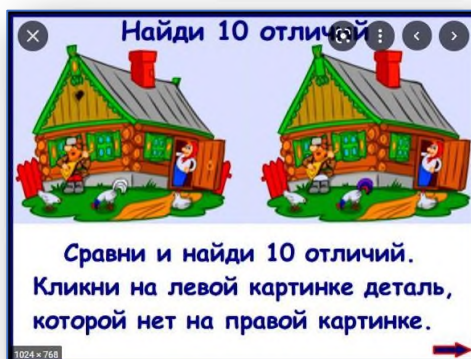 Найди 10 отличий
Сравни и найди 10 отличий.
Кликни на левой картинке деталь,
которой нет на правой картинке.
1024 × 768